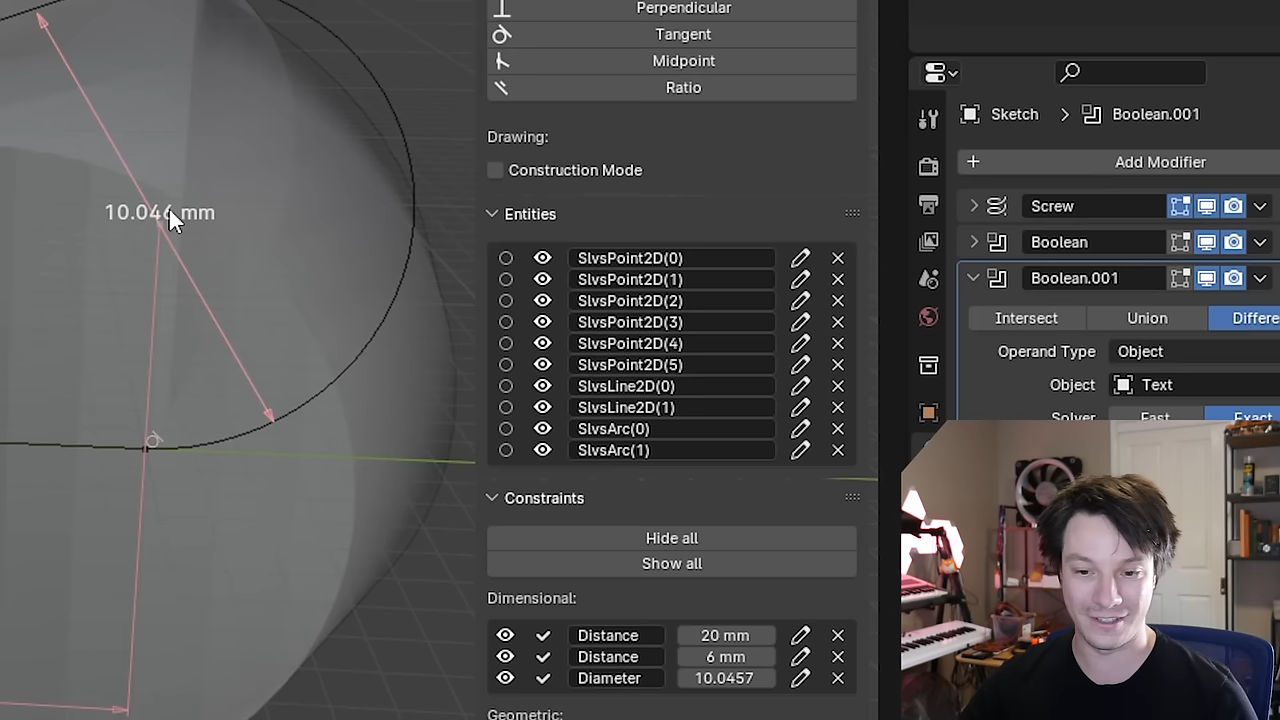 Perpendicular
Tangent
Midpoint
Ratio
Drawing:
Construction Mode
Entities
SlvsPoint2D(0)
SlvsPoint2D(1)
SlvsPoint2D(2)
SlvsPoint2D(3)
SlvsPoint2D(4)
SlvsPoint2D(5)
SlvsLine2D(0)
SlvsLine2D(1)
SlvsArc(0)
SlvsArc(1)
Constraints
Hide all
Show all
Dimensional:
Distance 20 mm
Distance 6 mm
Diameter 10.0457
Geometric:
10.046 mm
Sketch > Boolean.001
+ Add Modifier
Screw
Boolean
Boolean.001
Intersect Union Differe
Operand Type Object
Object Text
Solver Fast Exact